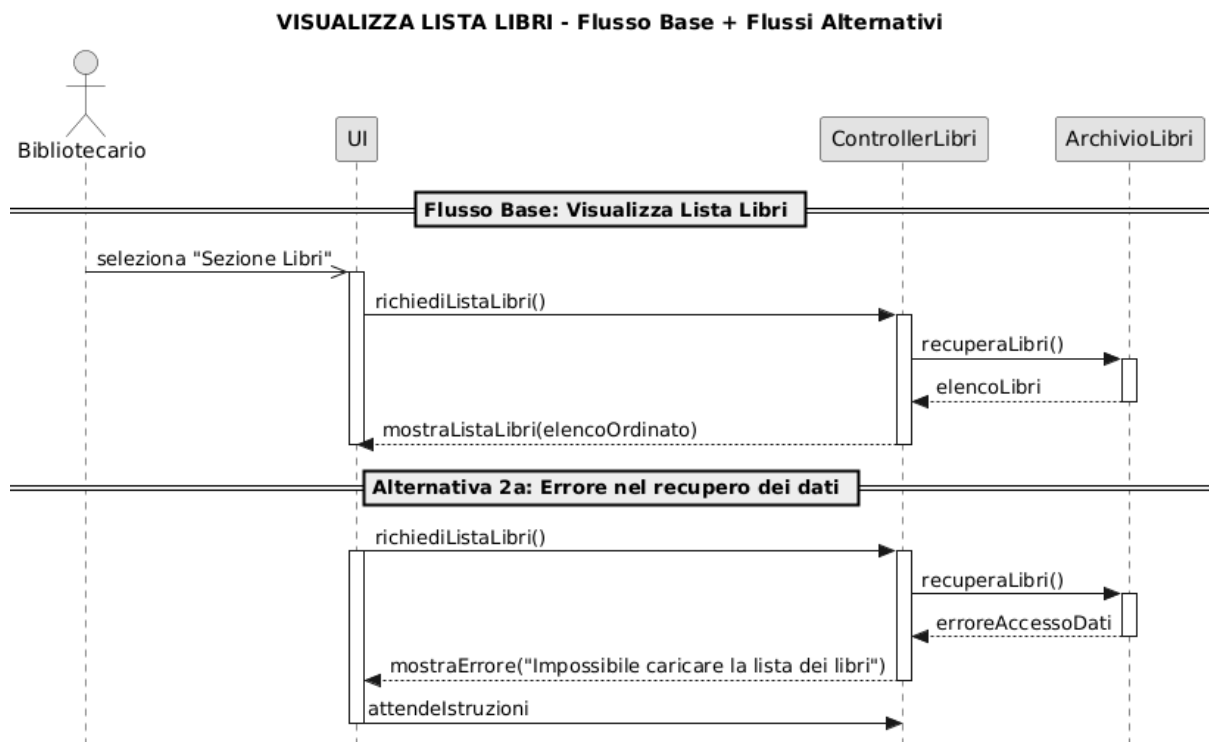 VISUALIZZA LISTA LIBRI - Flusso Base + Flussi Alternativi
Bibliotecario
UI
ControllerLibri
ArchivioLibri
Flusso Base: Visualizza Lista Libri
seleziona "Sezione Libri"
richiediListaLibri()
recuperaLibri()
elencoLibri
mostraListaLibri(elencoOrdinato)
Alternativa 2a: Errore nel recupero dei dati
richiediListaLibri()
recuperaLibri()
erroreAccessoDati
mostraErrore("Impossibile caricare la lista dei libri")
attendeIstruzioni